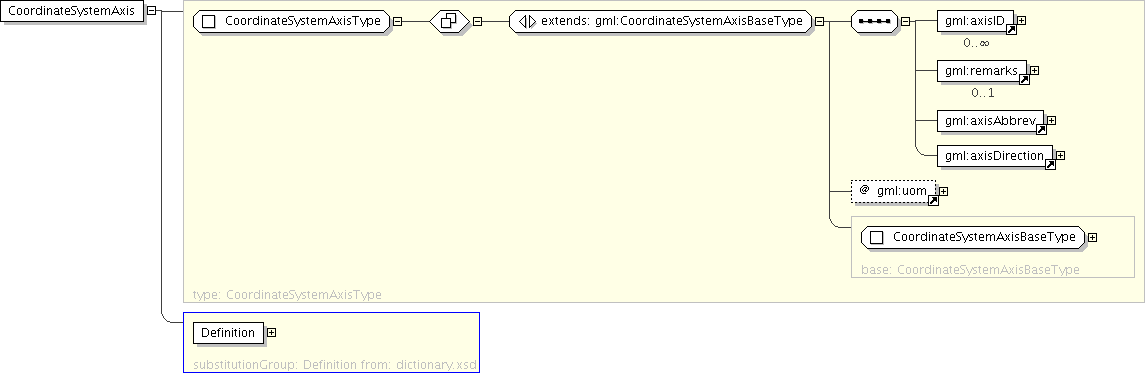 CoordinateSystemAxis
CoordinateSystemAxisType
extends: gml:CoordinateSystemAxisBaseType
gml:axisID
0..∞
gml:remarks
0..1
gml:axisAbbrev
gml:axisDirection
@ gml:uom
CoordinateSystemAxisBaseType
base: CoordinateSystemAxisBaseType
type: CoordinateSystemAxisType
Definition
substitutionGroup: Definition from: dictionary.xsd